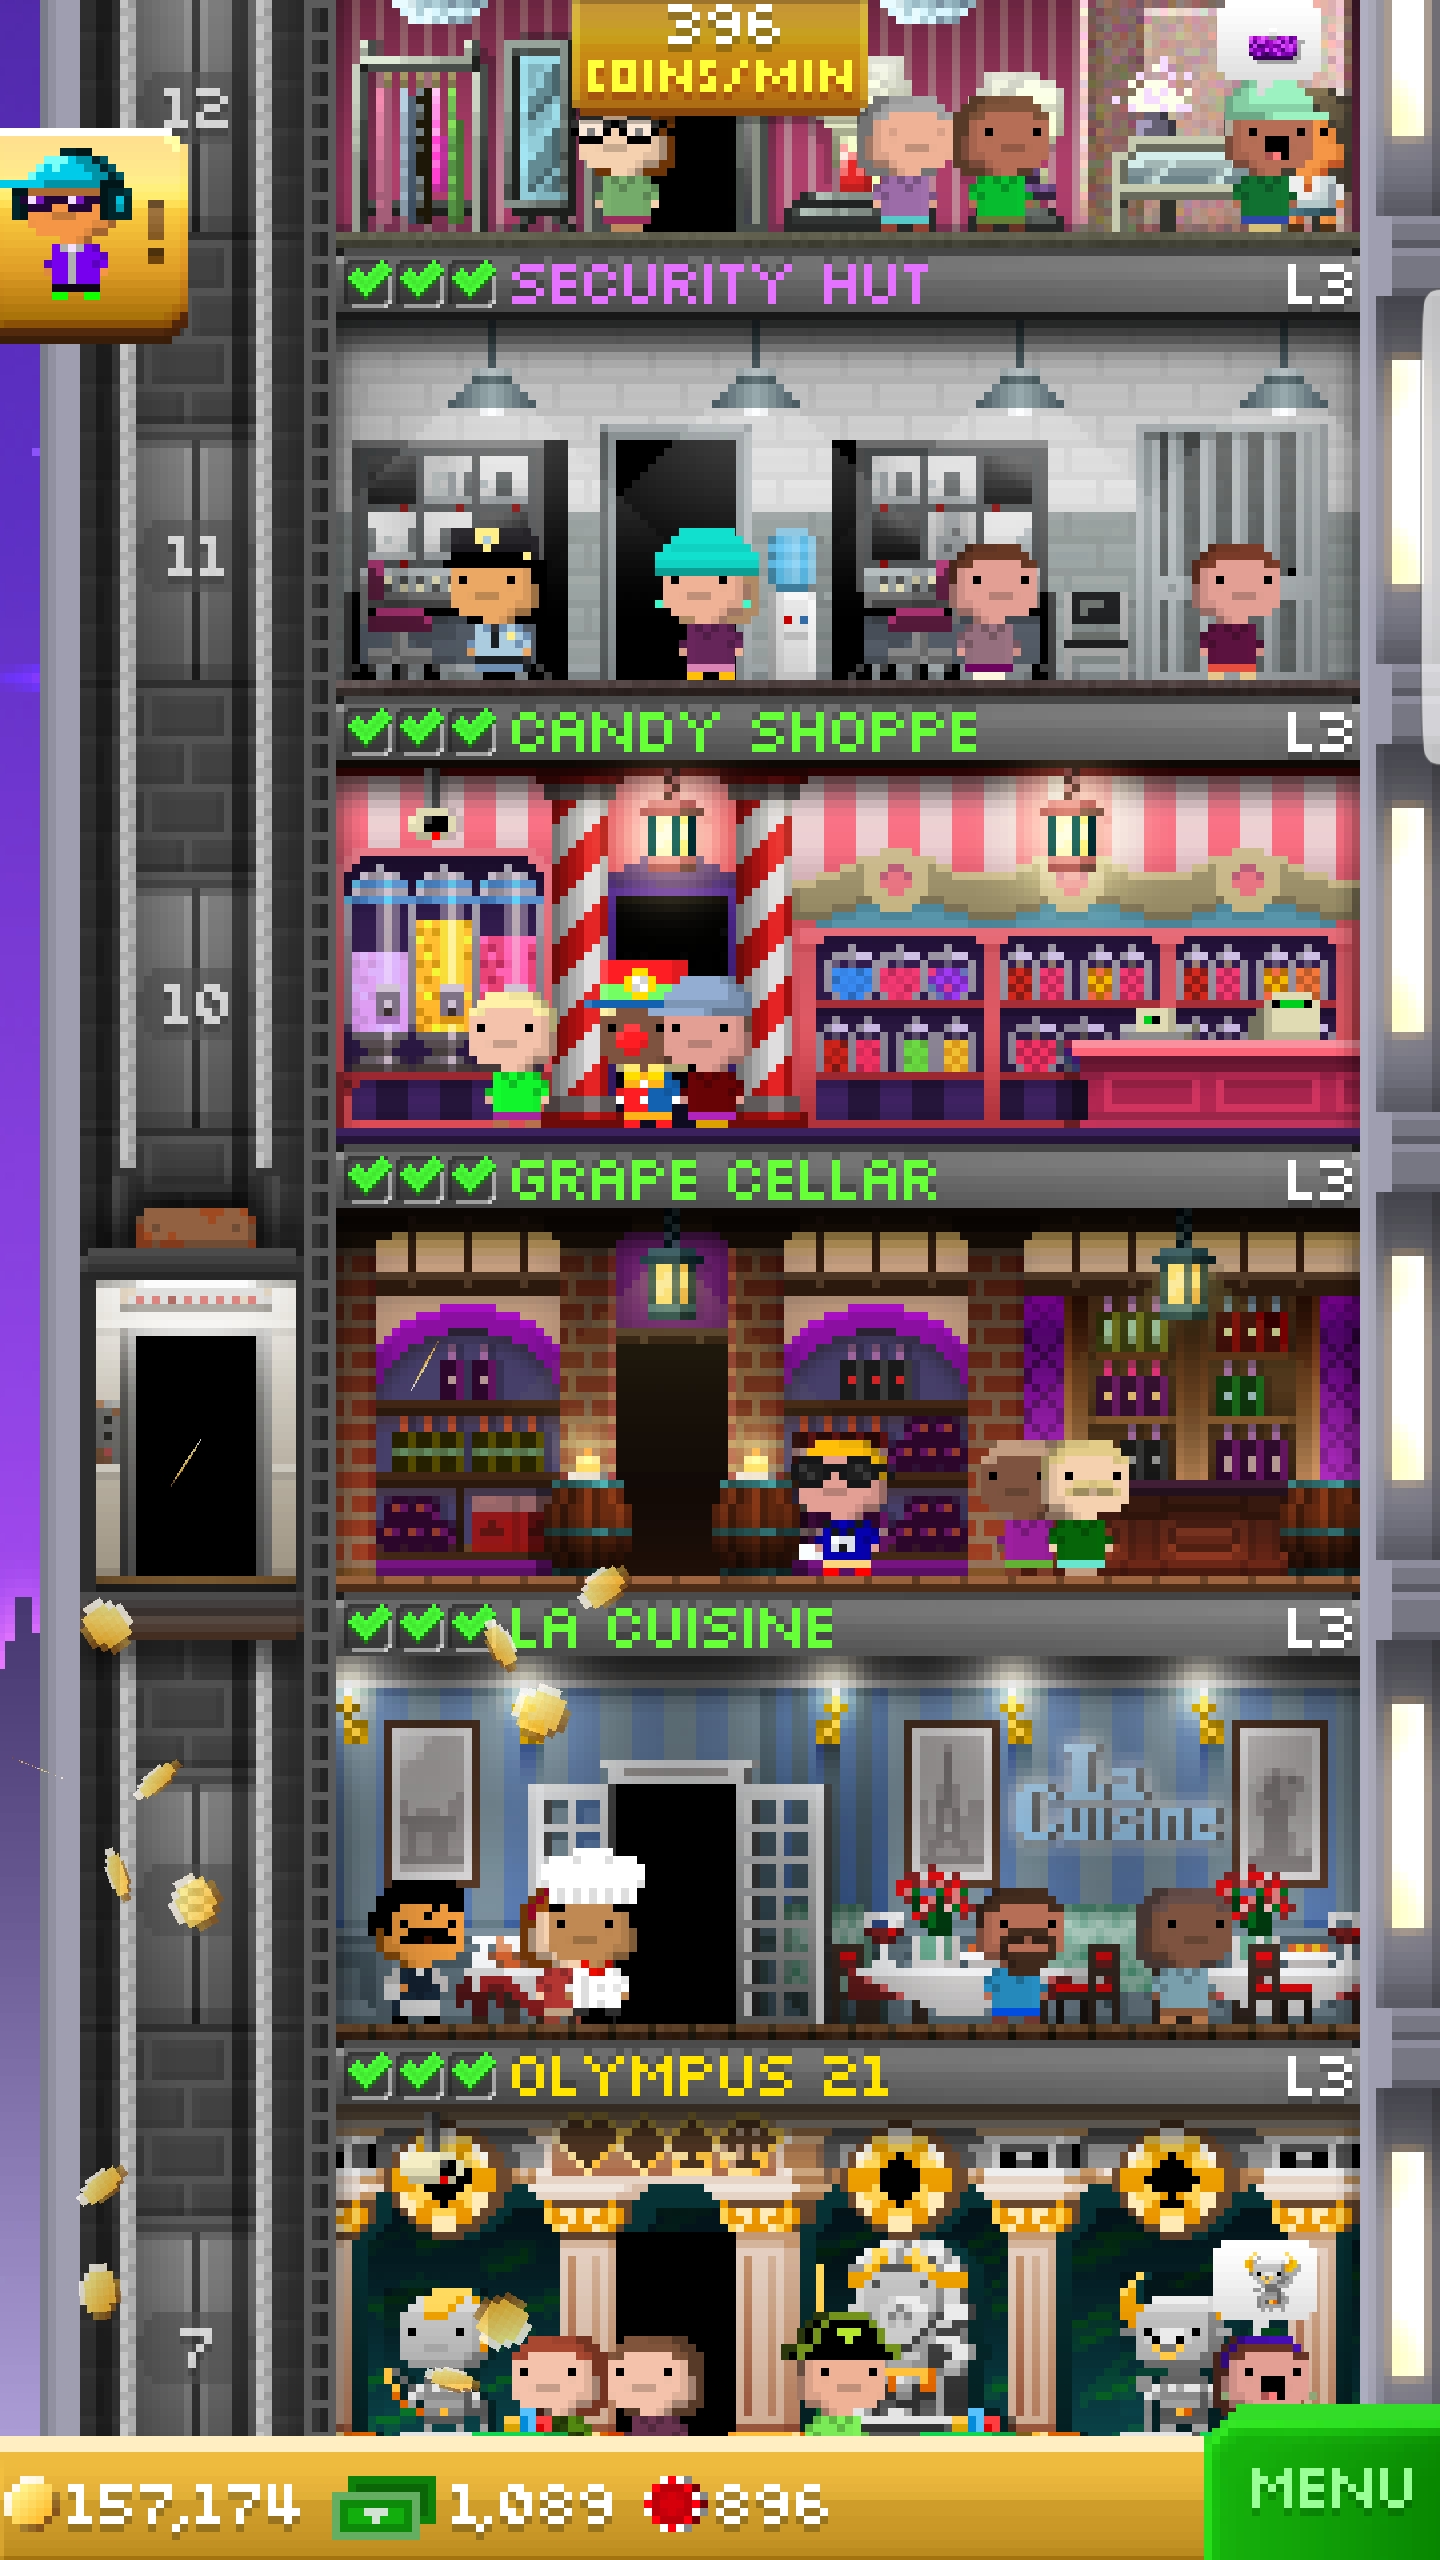 396
COINS/MIN
12
!
SECURITY HUT L3
11
CANDY SHOPPE L3
10
GRAPE CELLAR L3
LA CUISINE L3
La
Cuisine
OLYMPUS 21 L3
7
157,174 1,089 896
MENU